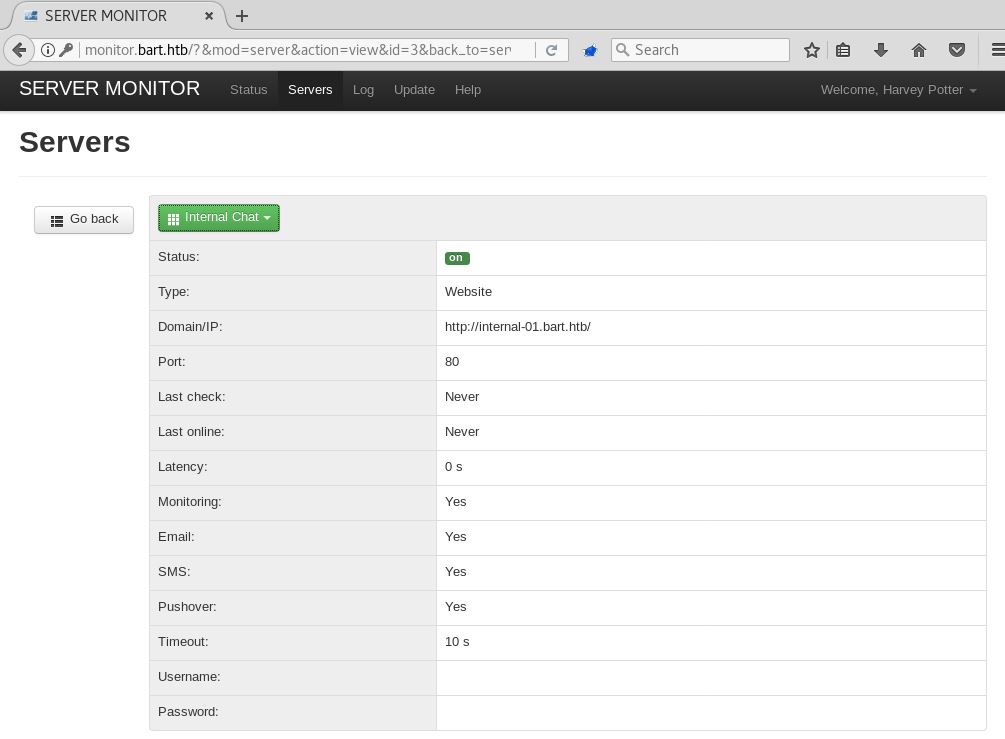 SERVER MONITOR
monitor.bart.htb/?&mod=server&action=view&id=3&back_to=ser
Search
SERVER MONITOR Status Servers Log Update Help Welcome, Harvey Potter
Servers
Go back
Internal Chat
Status: on
Type: Website
Domain/IP: http://internal-01.bart.htb/
Port: 80
Last check: Never
Last online: Never
Latency: 0 s
Monitoring: Yes
Email: Yes
SMS: Yes
Pushover: Yes
Timeout: 10 s
Username:
Password: